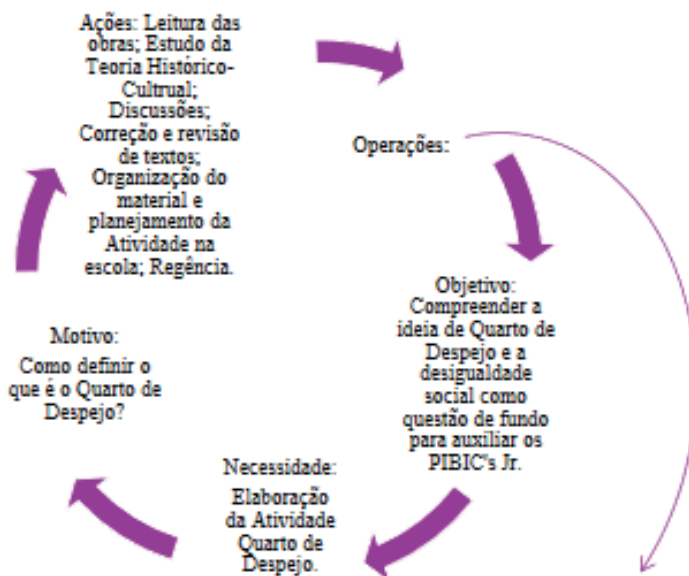 Ações: Leitura das
obras; Estudo da
Teoria Histórico-
Cultrual;
Discussões;
Correção e revisão
de textos;
Organização do
material e
planejamento da
Atividade na
escola; Regência.
Operações:
Objetivo:
Compreender a
ideia de Quarto de
Despejo e a
desigualdade
social como
questão de fundo
para auxiliar os
PIBIC's Jr.
Necessidade:
Elaboração
da Atividade
Quarto de
Despejo.
Motivo:
Como definir o
que é o Quarto de
Despejo?